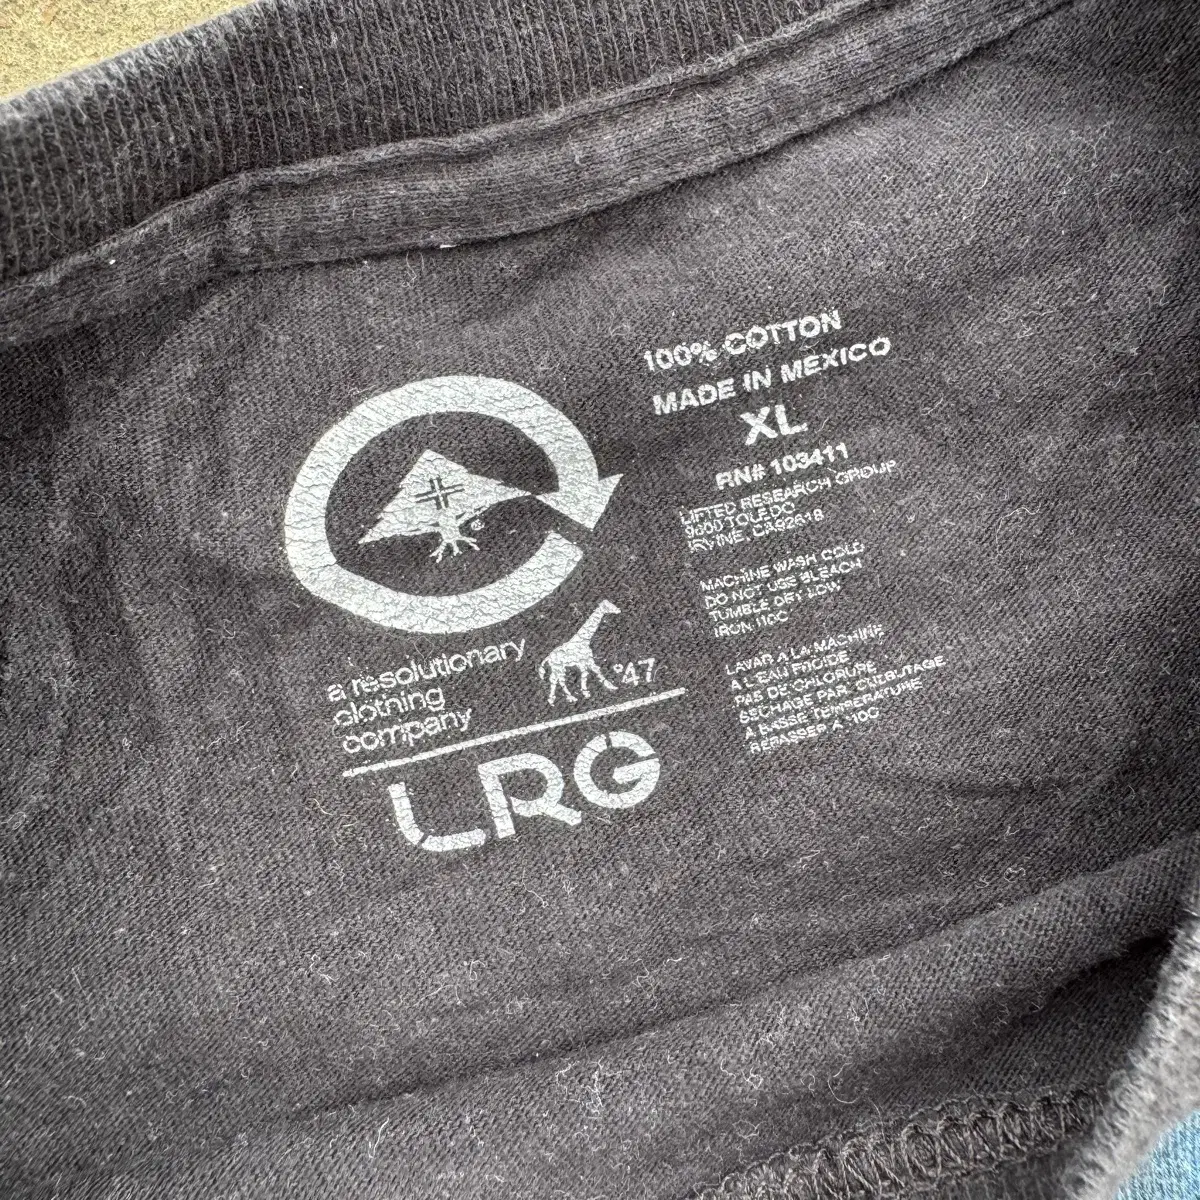 100% COTTON
MADE IN MEXICO
XL
RN# 103411
LIFTED RESEARCH GROUP
9600 TOLEDO
IRVINE, CA92618
MACHINE WASH COLD
DO NOT USE BLEACH
TUMBLE DRY LOW
IRON 110C
LAVAR A LA MACHINE
A L'EAU FROIDE
PAS DE CHLORURE
SECHAGE PAR CULBUTAGE
A BASSE TEMPERATURE
REPASSER A 110C
®
a resolutionary
clothing
company
°47
LRG